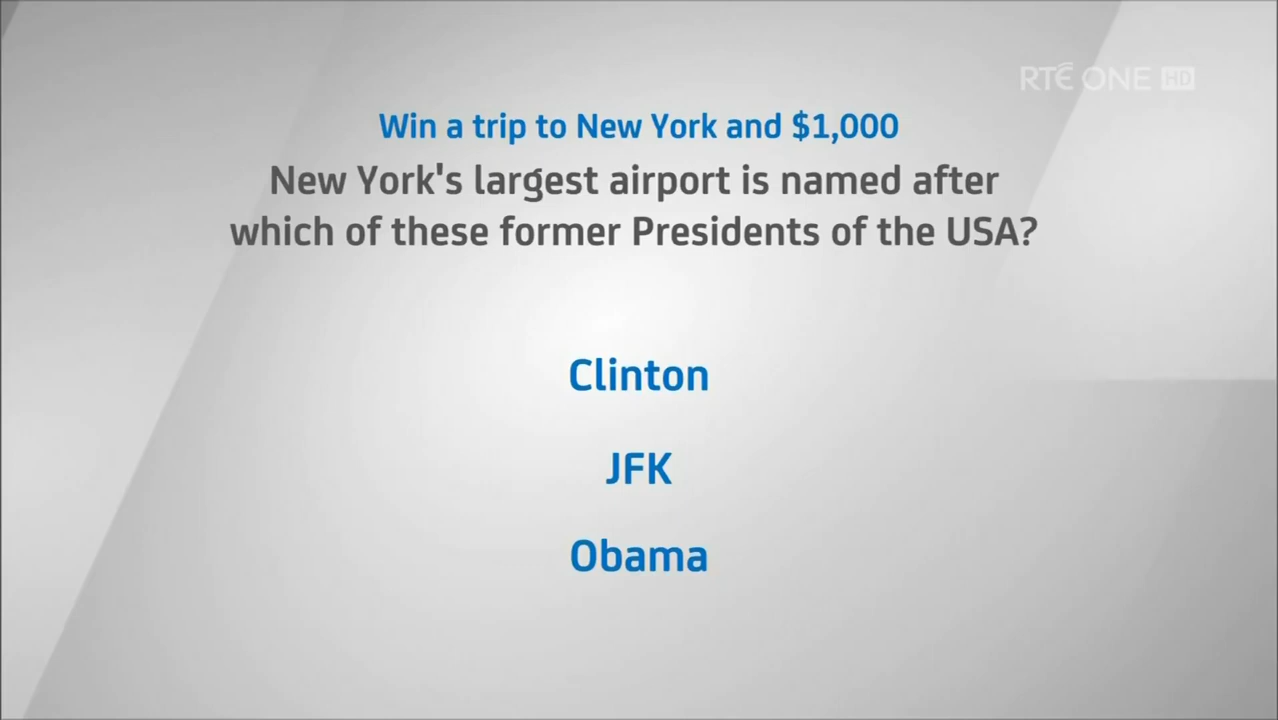 RTÉ ONE HD
Win a trip to New York and $1,000
New York's largest airport is named after
which of these former Presidents of the USA?
Clinton
JFK
Obama